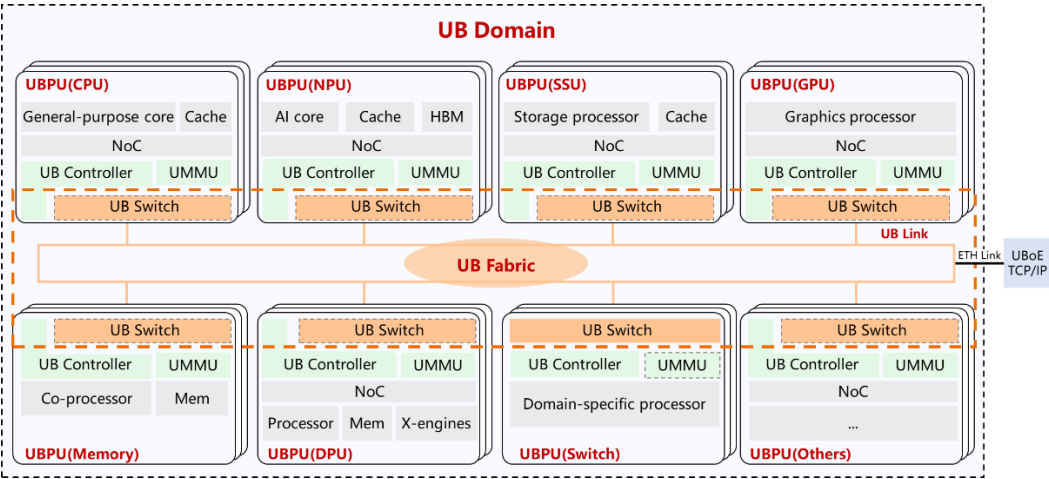 UB Domain
UBPU(CPU)
General-purpose core
Cache
NoC
UB Controller
UMMU
UB Switch
UBPU(NPU)
AI core
Cache
HBM
NoC
UB Controller
UMMU
UB Switch
UBPU(SSU)
Storage processor
Cache
NoC
UB Controller
UMMU
UB Switch
UBPU(GPU)
Graphics processor
NoC
UB Controller
UMMU
UB Switch
UB Link
UB Fabric
ETH Link
UBoE
TCP/IP
UB Switch
UB Controller
UMMU
Co-processor
Mem
UBPU(Memory)
UB Switch
UB Controller
UMMU
NoC
Processor
Mem
X-engines
UBPU(DPU)
UB Switch
UB Controller
UMMU
Domain-specific processor
UBPU(Switch)
UB Switch
UB Controller
UMMU
NoC
...
UBPU(Others)